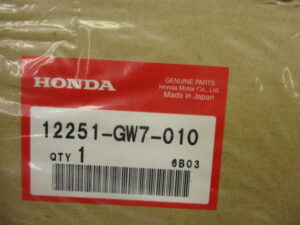 HONDA
GENUINE PARTS
Honda Motor Co., Ltd.
Made in Japan
12251-GW7-010
QTY 1
6B03